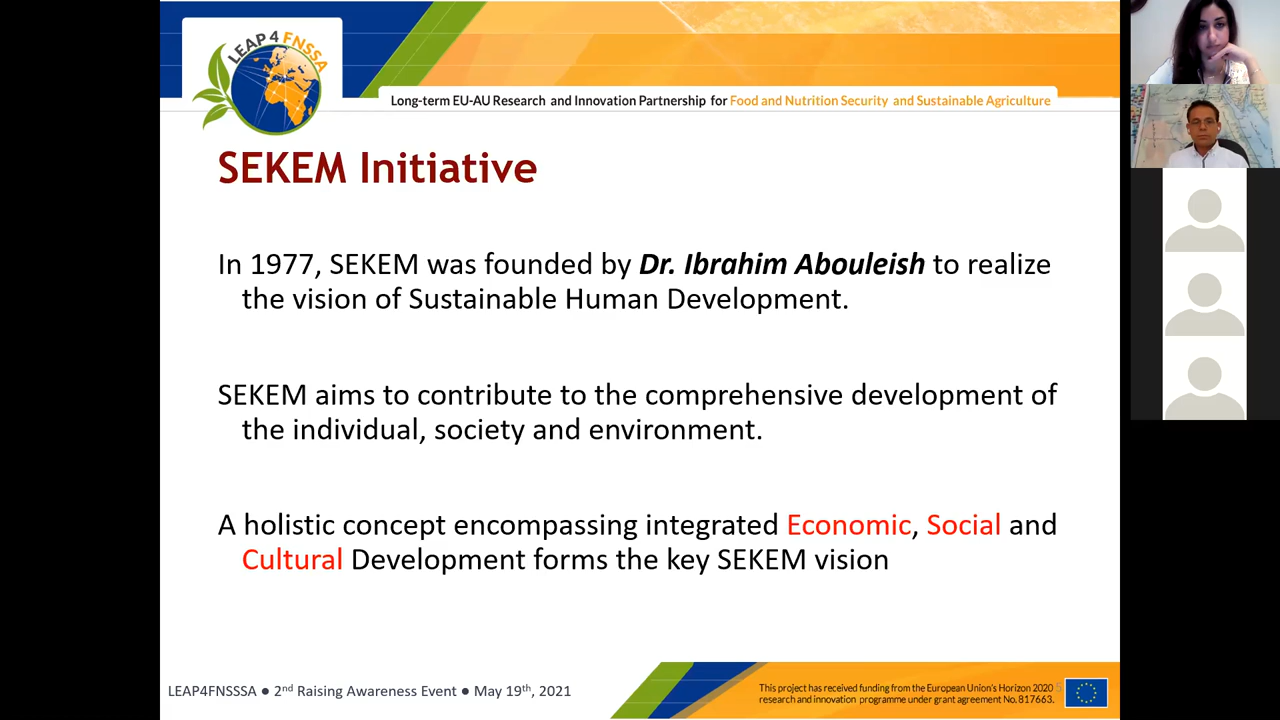 LEAP 4 FNSSA
Long-term EU-AU Research and Innovation Partnership for Food and Nutrition Security and Sustainable Agriculture
SEKEM Initiative
In 1977, SEKEM was founded by Dr. Ibrahim Abouleish to realize
the vision of Sustainable Human Development.
SEKEM aims to contribute to the comprehensive development of
the individual, society and environment.
A holistic concept encompassing integrated Economic, Social and
Cultural Development forms the key SEKEM vision
LEAP4FNSSSA ● 2nd Raising Awareness Event ● May 19th, 2021
This project has received funding from the European Union's Horizon 2020 5
research and innovation programme under grant agreement No. 817663.